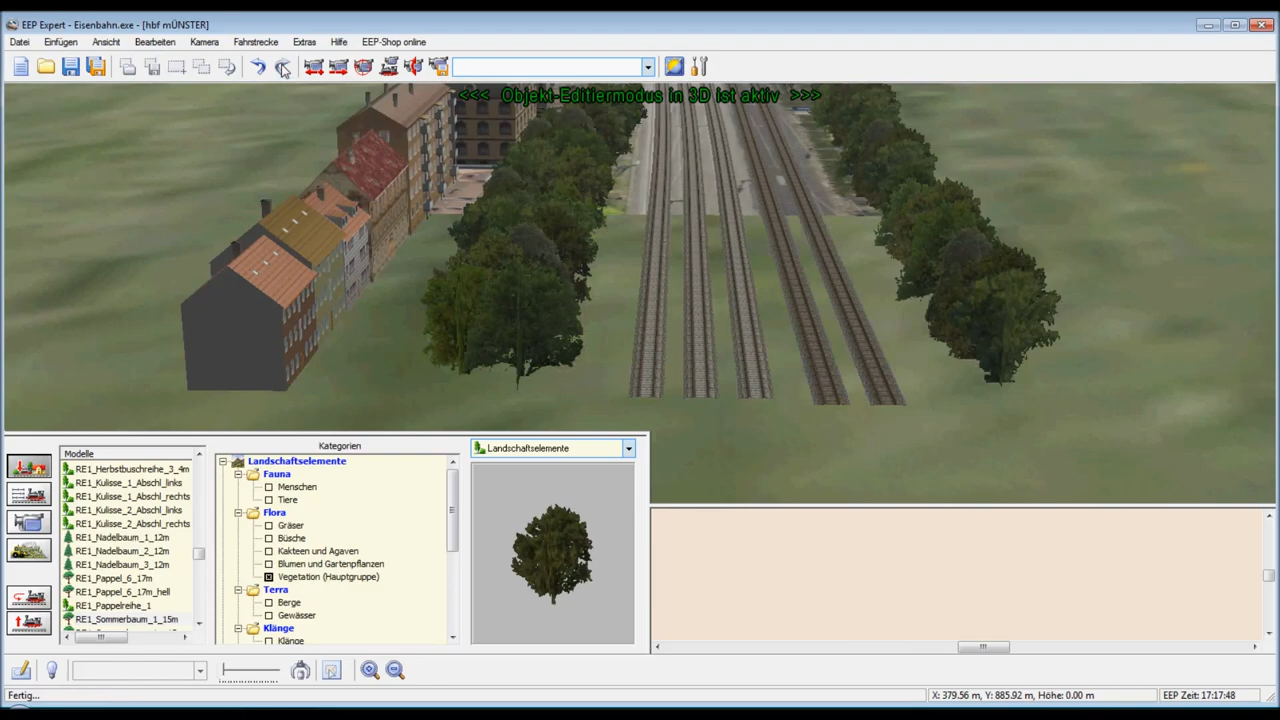 EEP Expert - Eisenbahn.exe - [hbf mÜNSTER]
Datei Einfügen Ansicht Bearbeiten Kamera Fahrstrecke Extras Hilfe EEP-Shop online
<<< Objekt-Editiermodus in 3D ist aktiv >>>
Modelle
RE1_Herbstbuschreihe_3_4m
RE1_Kulisse_1_Abschl_links
RE1_Kulisse_1_Abschl_rechts
RE1_Kulisse_2_Abschl_links
RE1_Kulisse_2_Abschl_rechts
RE1_Nadelbaum_1_12m
RE1_Nadelbaum_2_12m
RE1_Nadelbaum_3_12m
RE1_Pappel_6_17m
RE1_Pappel_6_17m_hell
RE1_Pappelreihe_1
RE1_Sommerbaum_1_15m
Kategorien
Landschaftselemente
Fauna
Menschen
Tiere
Flora
Gräser
Büsche
Kakteen und Agaven
Blumen und Gartenpflanzen
Vegetation (Hauptgruppe)
Terra
Berge
Gewässer
Klänge
Klänge
Landschaftselemente
Fertig...
X: 379.56 m, Y: 885.92 m, Höhe: 0.00 m
EEP Zeit: 17:17:48